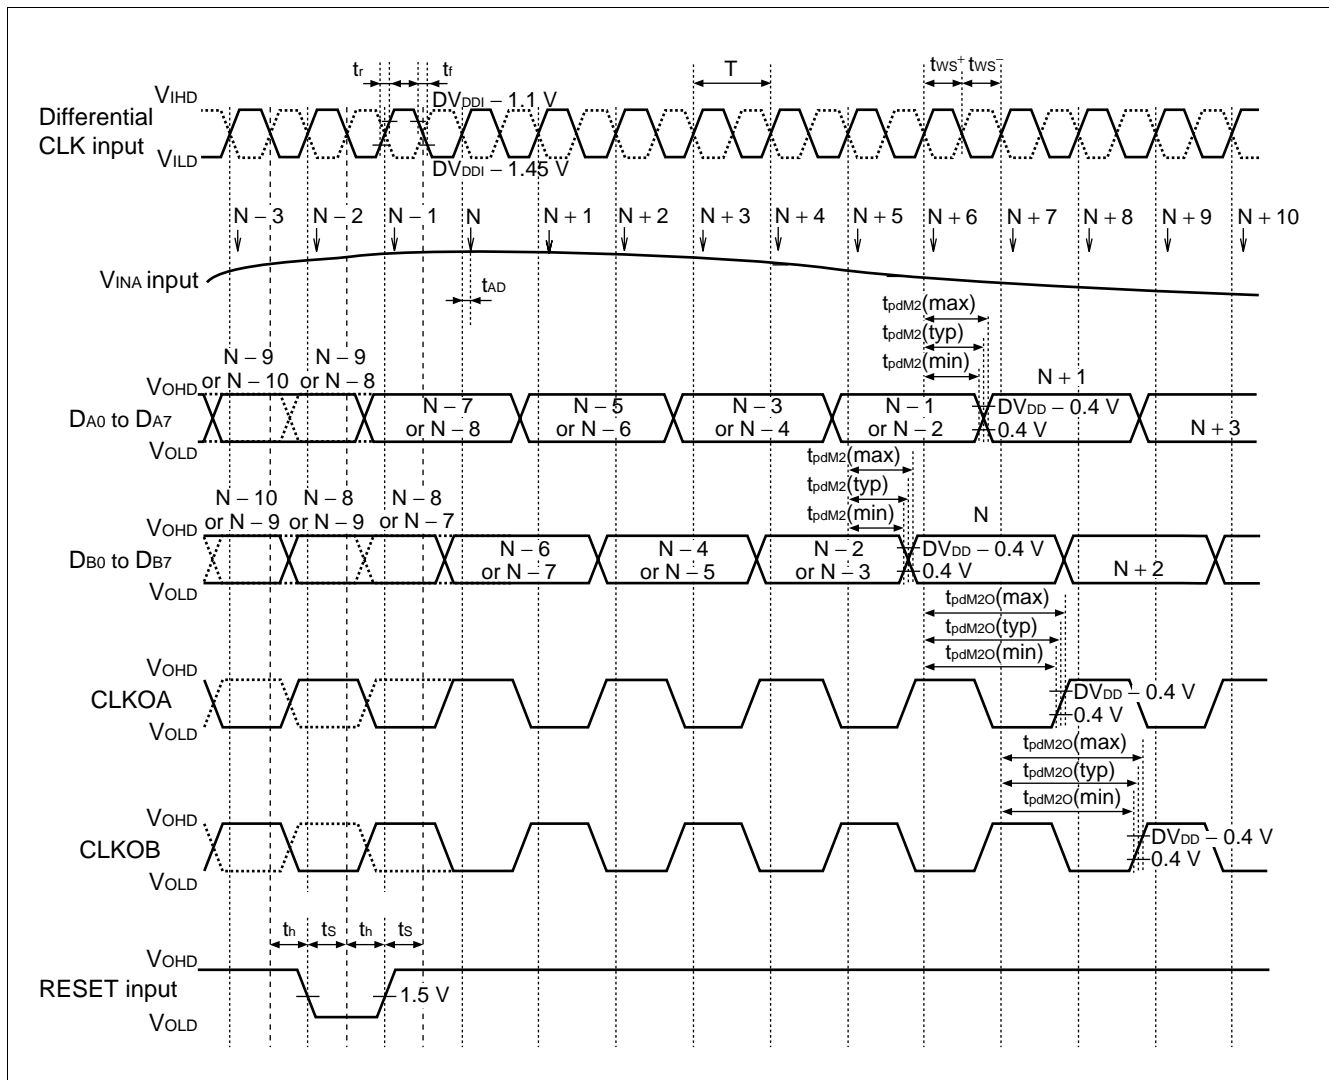 tr
tf
T
tWS+ tWS−
VIHD
Differential
CLK input
VILD
DVDDI − 1.1 V
DVDDI − 1.45 V
N − 3 N − 2 N − 1 N N + 1 N + 2 N + 3 N + 4 N + 5 N + 6 N + 7 N + 8 N + 9 N + 10
VINA input
tAD
tpdM2(max)
tpdM2(typ)
tpdM2(min)
N − 9 N − 9
or N − 10 or N − 8
VOHD
DA0 to DA7
VOLD
N − 7
or N − 8
N − 5
or N − 6
N − 3
or N − 4
N − 1
or N − 2
N + 1
DVDD − 0.4 V
0.4 V
N + 3
tpdM2(max)
tpdM2(typ)
tpdM2(min)
N − 10 N − 8 N − 8
or N − 9 or N − 9 or N − 7
VOHD
DB0 to DB7
VOLD
N − 6
or N − 7
N − 4
or N − 5
N − 2
or N − 3
N
DVDD − 0.4 V
0.4 V
N + 2
tpdM2O(max)
tpdM2O(typ)
tpdM2O(min)
VOHD
CLKOA
VOLD
DVDD − 0.4 V
0.4 V
tpdM2O(max)
tpdM2O(typ)
tpdM2O(min)
VOHD
CLKOB
VOLD
DVDD − 0.4 V
0.4 V
th tS th tS
VOHD
RESET input
VOLD
1.5 V